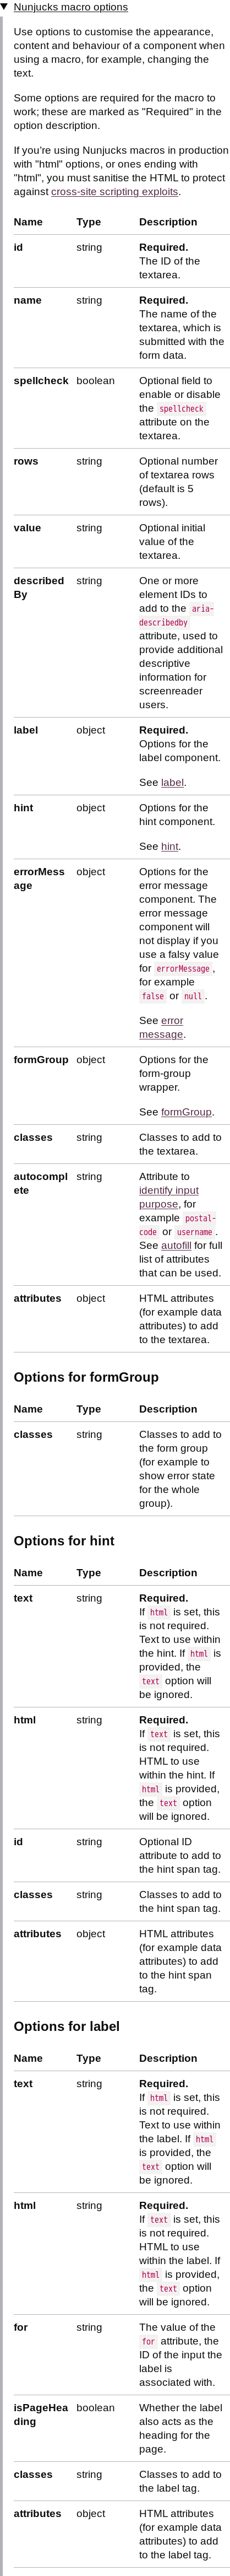 ▼ Nunjucks macro options
Use options to customise the appearance,
content and behaviour of a component when
using a macro, for example, changing the
text.
Some options are required for the macro to
work; these are marked as "Required" in the
option description.
If you're using Nunjucks macros in production
with "html" options, or ones ending with
"html", you must sanitise the HTML to protect
against cross-site scripting exploits.
Name Type Description
id string Required.
The ID of the
textarea.
name string Required.
The name of the
textarea, which is
submitted with the
form data.
spellcheck boolean Optional field to
enable or disable
the spellcheck
attribute on the
textarea.
rows string Optional number
of textarea rows
(default is 5
rows).
value string Optional initial
value of the
textarea.
described string One or more
By element IDs to
add to the aria-
describedby
attribute, used to
provide additional
descriptive
information for
screenreader
users.
label object Required.
Options for the
label component.
See label.
hint object Options for the
hint component.
See hint.
errorMess object Options for the
age error message
component. The
error message
component will
not display if you
use a falsy value
for errorMessage,
for example
false or null.
See error
message.
formGroup object Options for the
form-group
wrapper.
See formGroup.
classes string Classes to add to
the textarea.
autocompl string Attribute to
ete identify input
purpose, for
example postal-
code or username.
See autofill for full
list of attributes
that can be used.
attributes object HTML attributes
(for example data
attributes) to add
to the textarea.
Options for formGroup
Name Type Description
classes string Classes to add to
the form group
(for example to
show error state
for the whole
group).
Options for hint
Name Type Description
text string Required.
If html is set, this
is not required.
Text to use within
the hint. If html is
provided, the
text option will
be ignored.
html string Required.
If text is set, this
is not required.
HTML to use
within the hint. If
html is provided,
the text option
will be ignored.
id string Optional ID
attribute to add to
the hint span tag.
classes string Classes to add to
the hint span tag.
attributes object HTML attributes
(for example data
attributes) to add
to the hint span
tag.
Options for label
Name Type Description
text string Required.
If html is set, this
is not required.
Text to use within
the label. If html
is provided, the
text option will
be ignored.
html string Required.
If text is set, this
is not required.
HTML to use
within the label. If
html is provided,
the text option
will be ignored.
for string The value of the
for attribute, the
ID of the input the
label is
associated with.
isPageHea boolean Whether the label
ding also acts as the
heading for the
page.
classes string Classes to add to
the label tag.
attributes object HTML attributes
(for example data
attributes) to add
to the label tag.